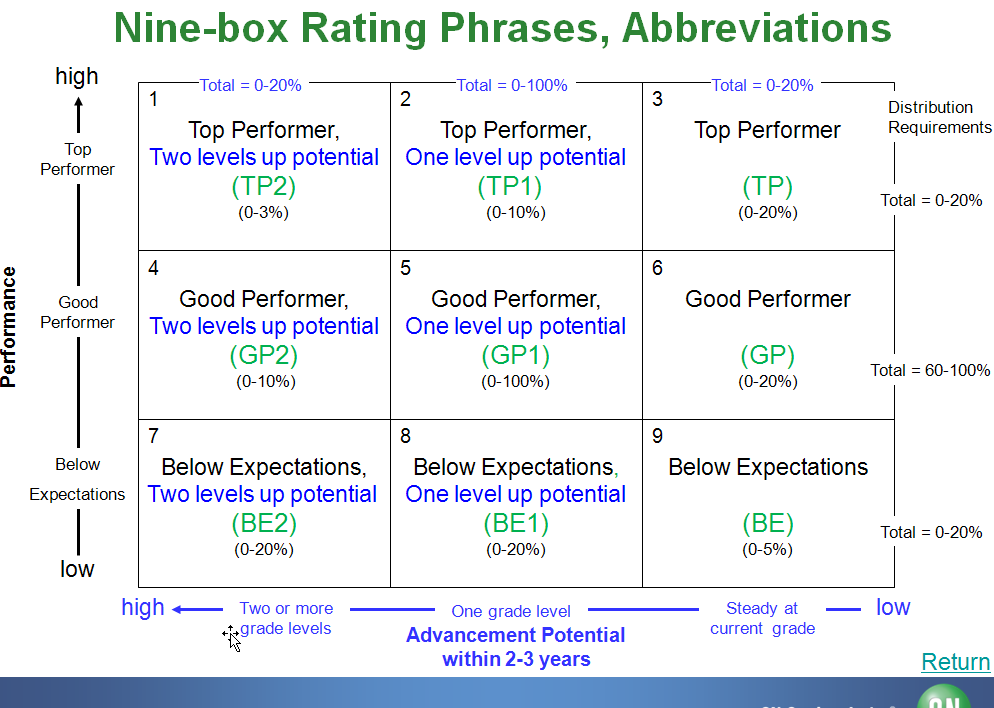 Nine-box Rating Phrases, Abbreviations
high
Total = 0-20%
Total = 0-100%
Total = 0-20%
Distribution
Requirements
Performance
Top
Performer
1
Top Performer,
Two levels up potential
(TP2)
(0-3%)
2
Top Performer,
One level up potential
(TP1)
(0-10%)
3
Top Performer
(TP)
(0-20%)
Total = 0-20%
Good
Performer
4
Good Performer,
Two levels up potential
(GP2)
(0-10%)
5
Good Performer,
One level up potential
(GP1)
(0-100%)
6
Good Performer
(GP)
(0-20%)
Total = 60-100%
Below
Expectations
7
Below Expectations,
Two levels up potential
(BE2)
(0-20%)
8
Below Expectations,
One level up potential
(BE1)
(0-20%)
9
Below Expectations
(BE)
(0-5%)
Total = 0-20%
low
high
Two or more
grade levels
One grade level
Steady at
current grade
low
Advancement Potential
within 2-3 years
Return
ON